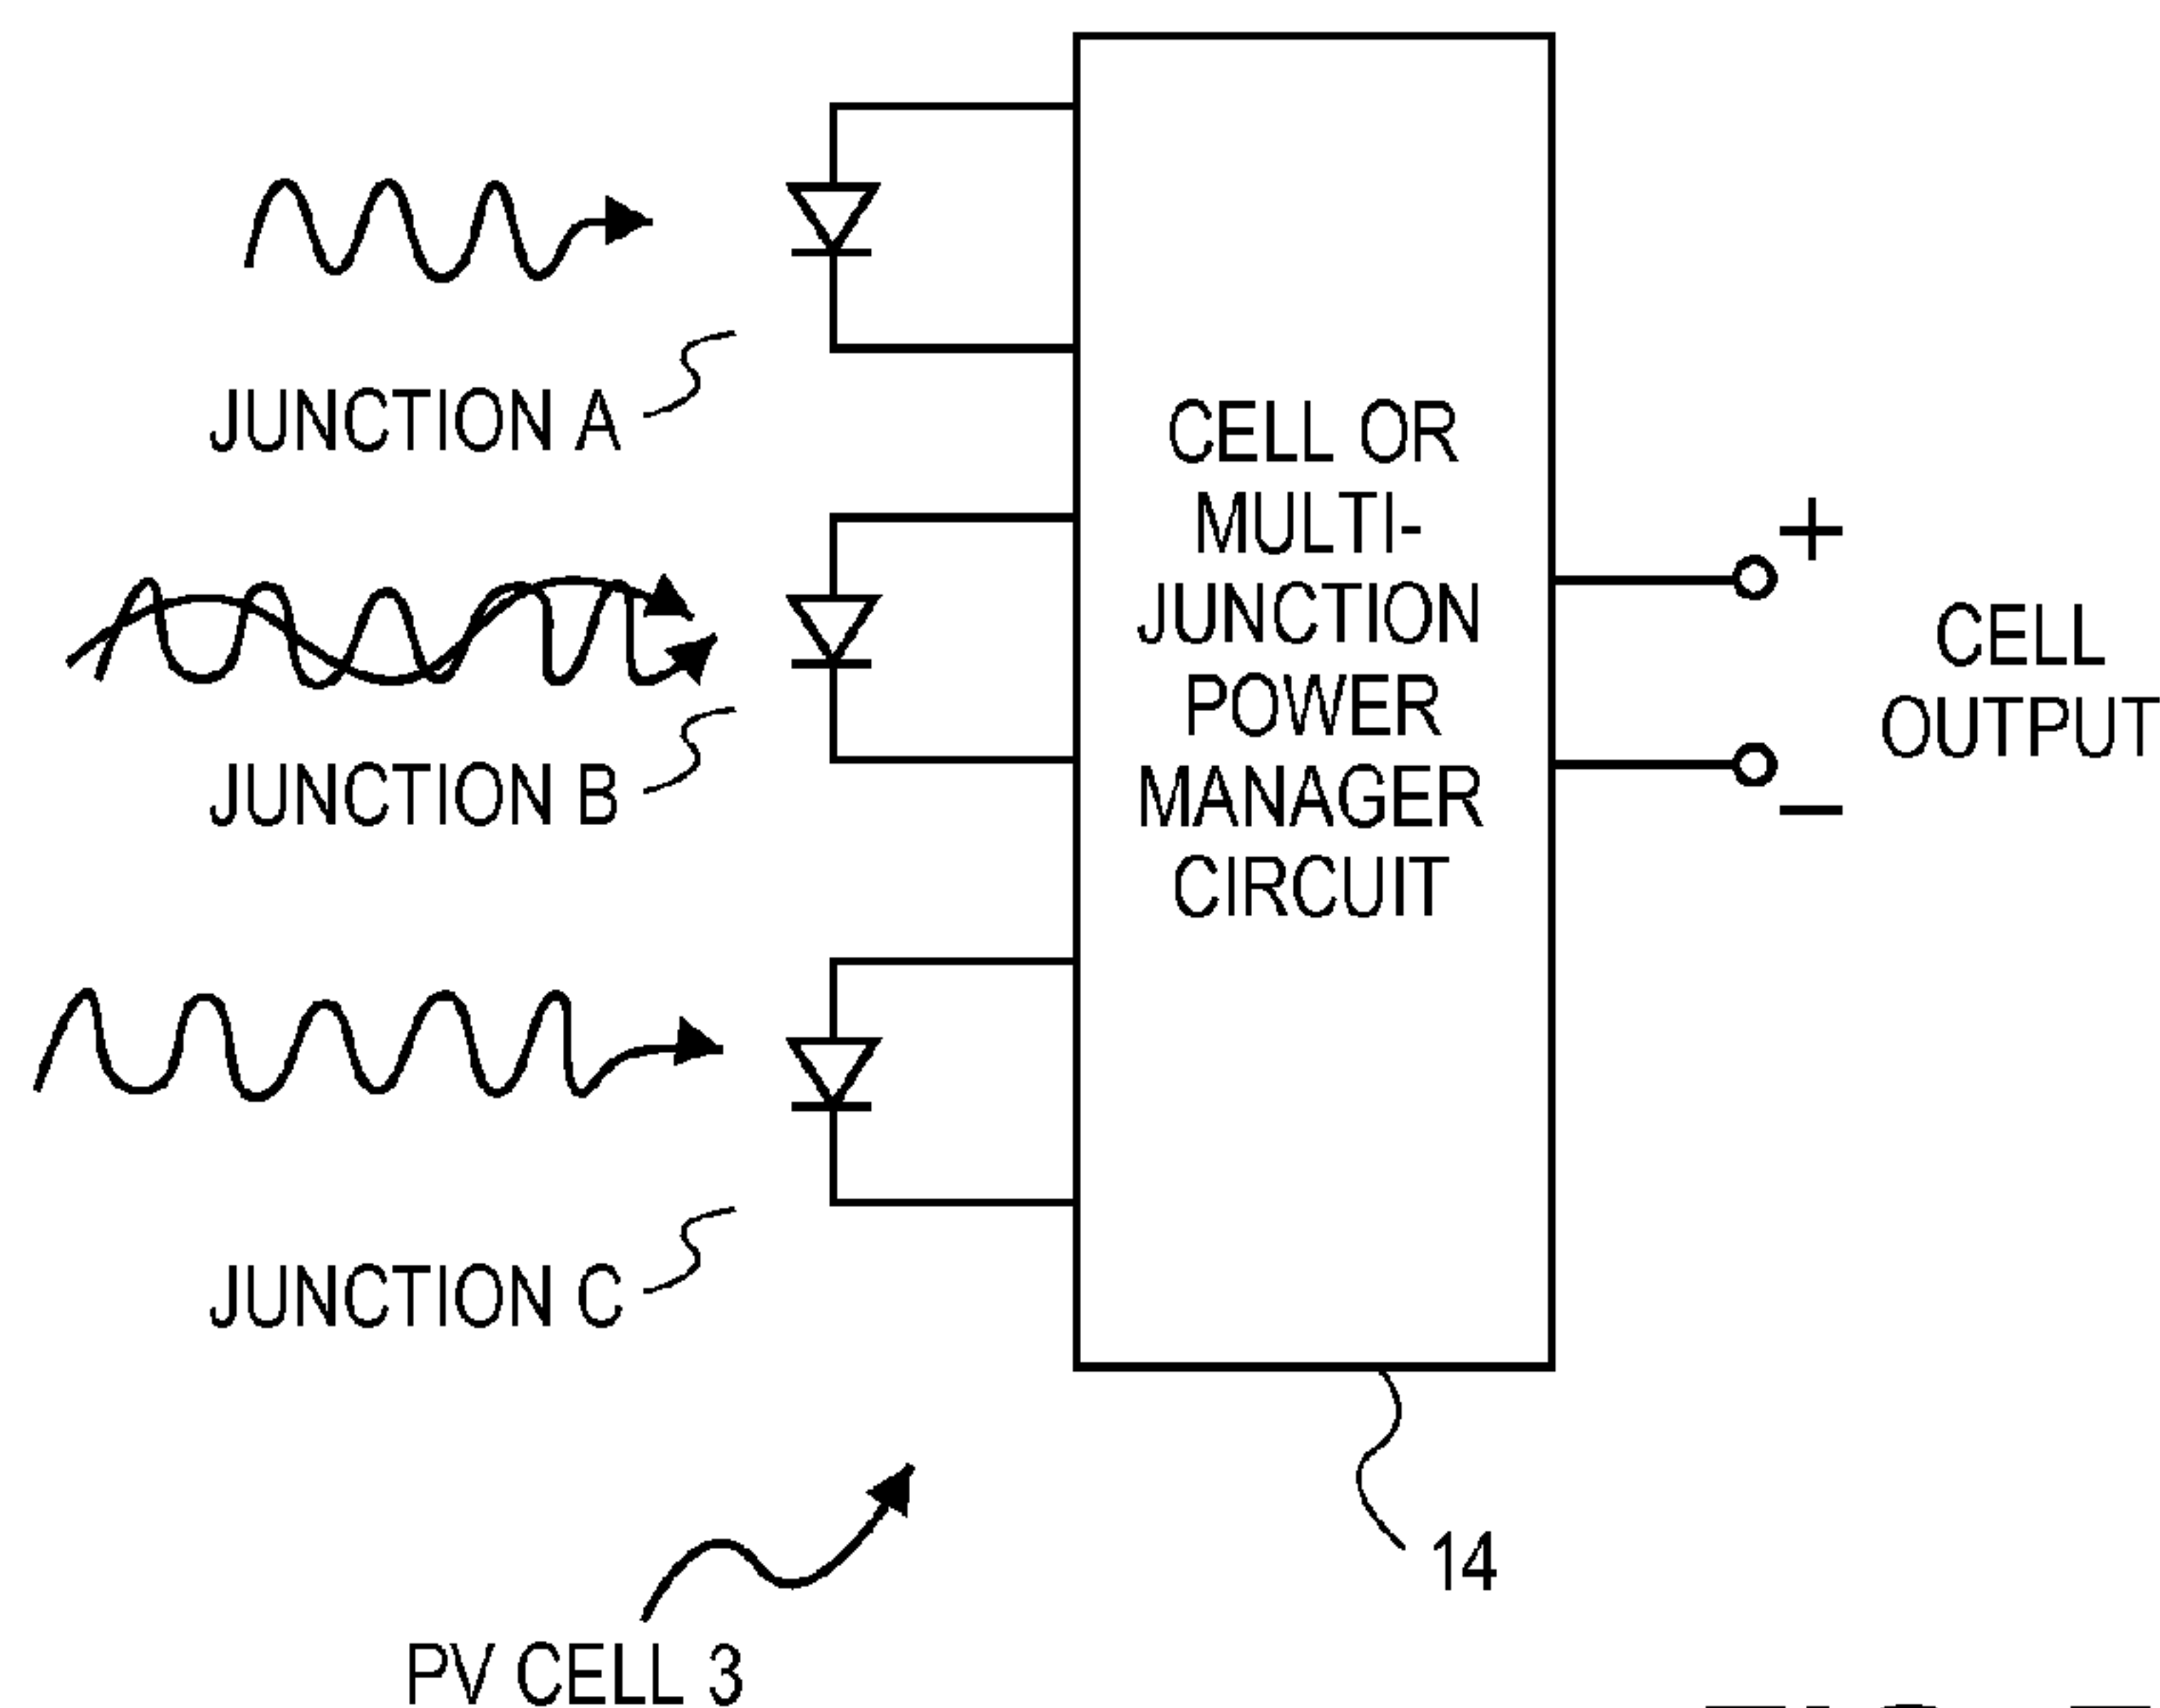 JUNCTION A
CELL OR
MULTI-
JUNCTION
POWER
MANAGER
CIRCUIT
+
CELL
OUTPUT
–
JUNCTION B
JUNCTION C
14
PV CELL 3